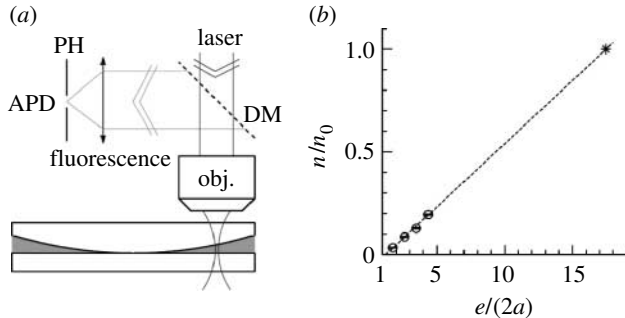 (a)
PH
laser
APD
DM
fluorescence
obj.
(b)
n/n0
1.0
0.5
0
1
5
10
15
e/(2a)